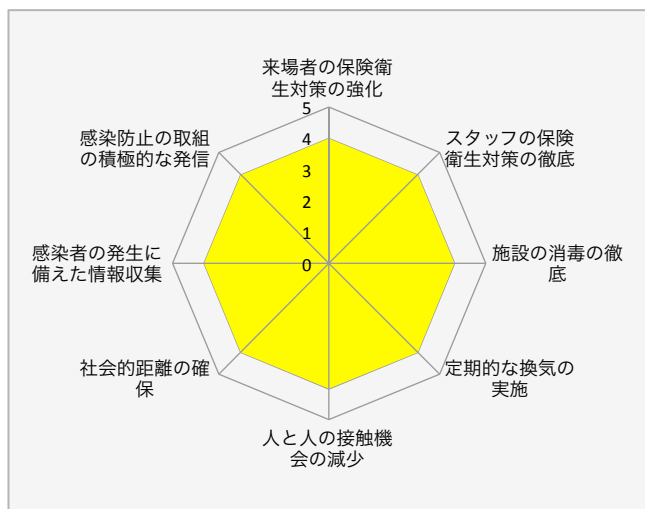 来場者の保険衛
生対策の強化
スタッフの保険
衛生対策の徹底
施設の消毒の徹
底
定期的な換気の
実施
人と人の接触機
会の減少
社会的距離の確
保
感染者の発生に
備えた情報収集
感染防止の取組
の積極的な発信
5
4
3
2
1
0